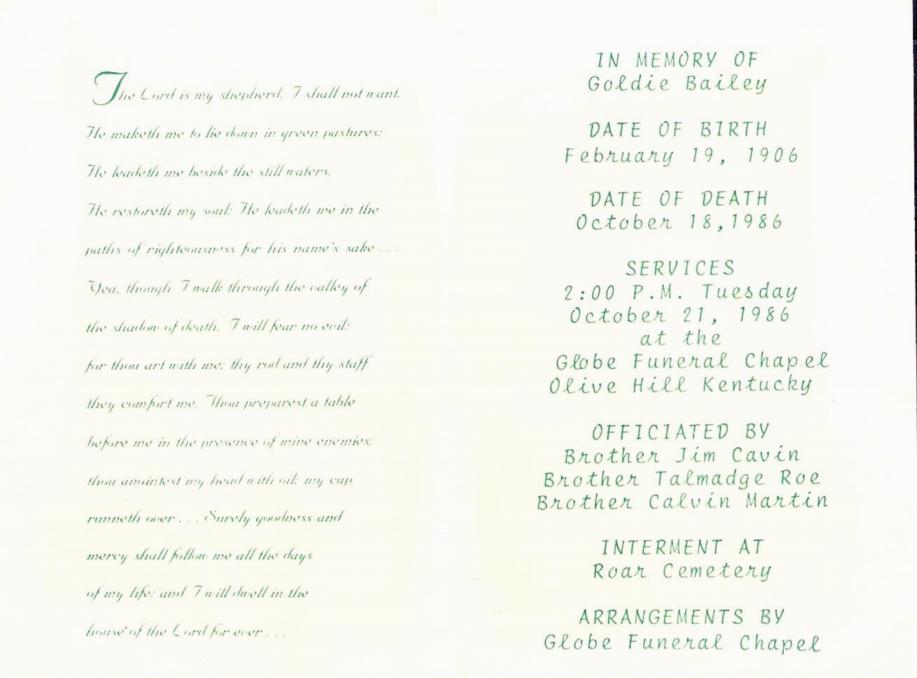 The Lord is my shepherd, I shall not want.
He maketh me to lie down in green pastures:
He leadeth me beside the still waters.
He restoreth my soul: He leadeth me in the
paths of righteousness for his name's sake . . .
Yea, though I walk through the valley of
the shadow of death, I will fear no evil:
for thou art with me; thy rod and thy staff
they comfort me. Thou preparest a table
before me in the presence of mine enemies:
thou anointest my head with oil: my cup
runneth over . . . Surely goodness and
mercy shall follow me all the days
of my life: and I will dwell in the
house of the Lord for ever . . .
IN MEMORY OF
Goldie Bailey
DATE OF BIRTH
February 19, 1906
DATE OF DEATH
October 18,1986
SERVICES
2:00 P.M. Tuesday
October 21, 1986
at the
Globe Funeral Chapel
Olive Hill Kentucky
OFFICIATED BY
Brother Jim Cavin
Brother Talmadge Roe
Brother Calvin Martin
INTERMENT AT
Roar Cemetery
ARRANGEMENTS BY
Globe Funeral Chapel